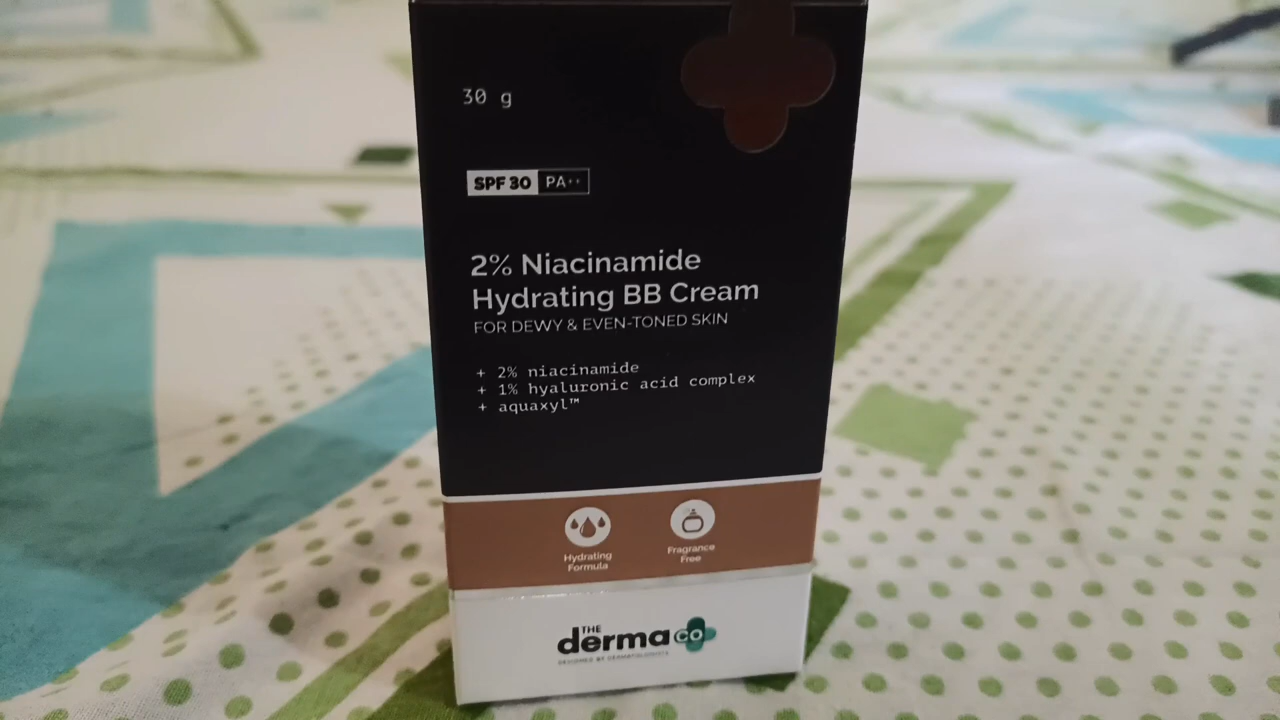 30 g
SPF 30 PA++
2% Niacinamide
Hydrating BB Cream
FOR DEWY & EVEN-TONED SKIN
+ 2% niacinamide
+ 1% hyaluronic acid complex
+ aquaxyl™
Hydrating
Formula
Fragrance
Free
THE
derma co
DESIGNED BY DERMATOLOGISTS